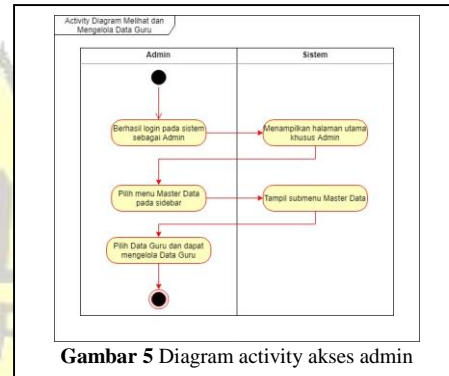 Activity Diagram Melihat dan
Mengelola Data Guru
Admin
Sistem
Berhasil login pada sistem
sebagai Admin
Menampilkan halaman utama
khusus Admin
Pilih menu Master Data
pada sidebar
Tampil submenu Master Data
Pilih Data Guru dan dapat
mengelola Data Guru
Gambar 5 Diagram activity akses admin